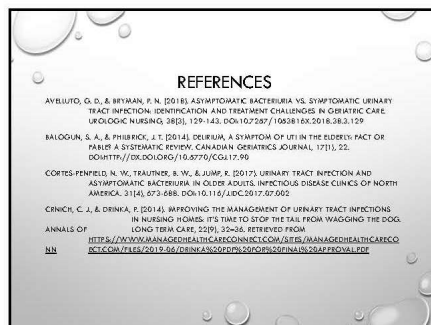 REFERENCES
AVELLUTO, G. D., & BRYMAN, P. N. (2018). ASYMPTOMATIC BACTERIURIA VS. SYMPTOMATIC URINARY
TRACT INFECTION: IDENTIFICATION AND TREATMENT CHALLENGES IN GERIATRIC CARE.
UROLOGIC NURSING, 38(3), 129-143. DOI:10.7257/1053816X.2018.38.3.129
BALOGUN, S. A., & PHILBRICK, J. T. (2014). DELIRIUM, A SYMPTOM OF UTI IN THE ELDERLY: FACT OR
FABLE? A SYSTEMATIC REVIEW. CANADIAN GERIATRICS JOURNAL, 17(1), 22.
DOI:HTTP://DX.DOI.ORG/10.5770/CGJ.17.90
CORTES-PENFIELD, N. W., TRAUTNER, B. W., & JUMP, R. (2017). URINARY TRACT INFECTION AND
ASYMPTOMATIC BACTERIURIA IN OLDER ADULTS. INFECTIOUS DISEASE CLINICS OF NORTH
AMERICA. 31(4), 673-688. DOI:10.116/J.IDC.2017.07.002
CRNICH, C. J., & DRINKA, P. (2014). IMPROVING THE MANAGEMENT OF URINARY TRACT INFECTIONS
IN NURSING HOMES: IT'S TIME TO STOP THE TAIL FROM WAGGING THE DOG.
ANNALS OF LONG TERM CARE, 22(9), 32–36. RETRIEVED FROM
HTTPS://WWW.MANAGEDHEALTHCARECONNECT.COM/SITES/MANAGEDHEALTHCARECO
NN ECT.COM/FILES/2019-06/DRINKA%20PDF%20FOR%20FINAL%20APPROVAL.PDF